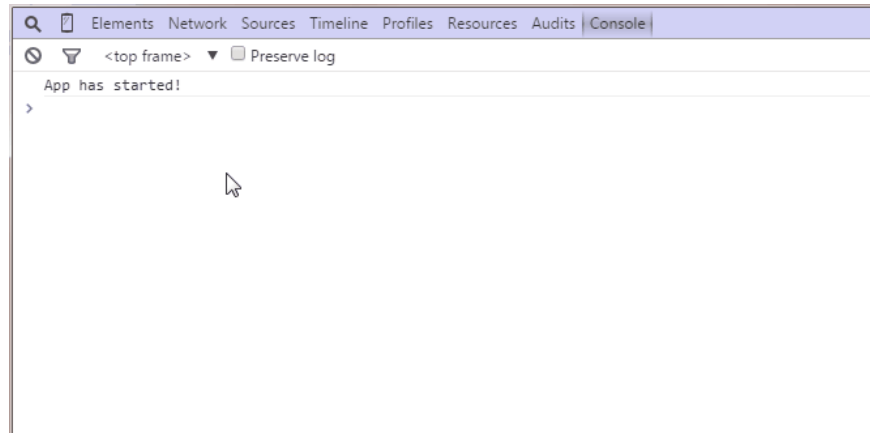 Elements Network Sources Timeline Profiles Resources Audits Console
<top frame> ▼ Preserve log
App has started!
>